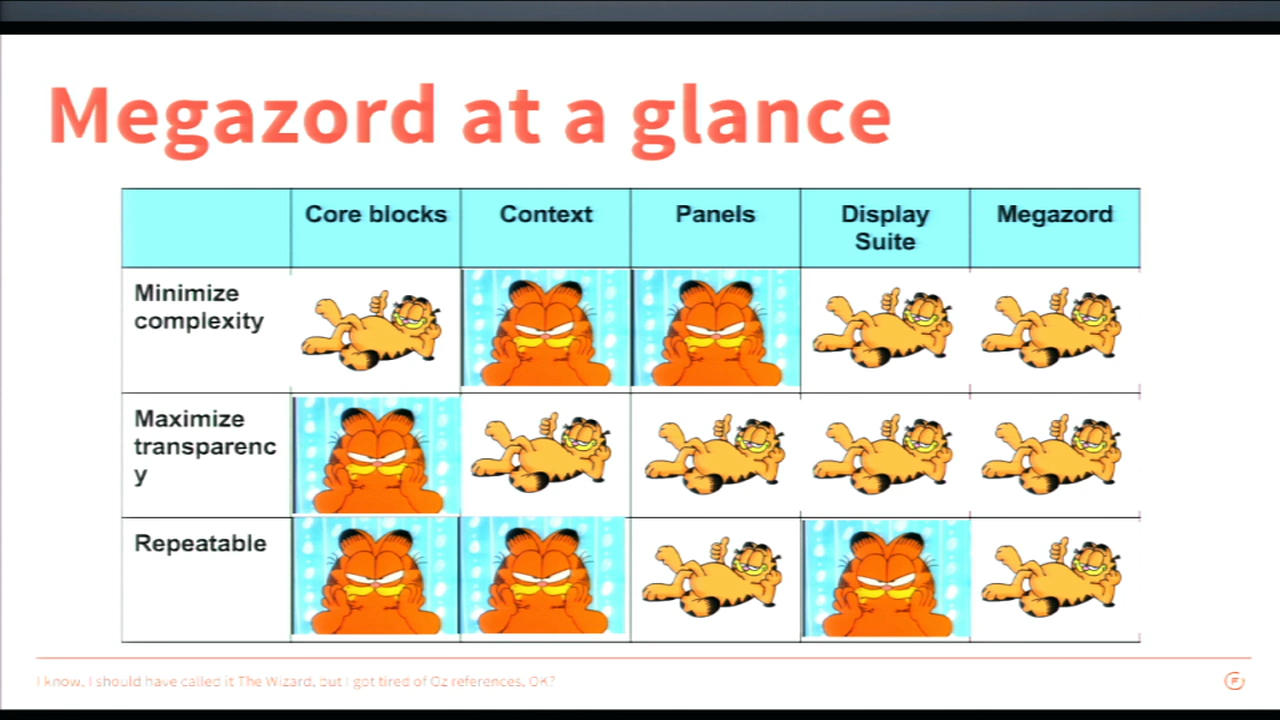 Megazord at a glance
Core blocks
Context
Panels
Display
Suite
Megazord
Minimize
complexity
Maximize
transparenc
y
Repeatable
I know, I should have called it The Wizard, but I got tired of Oz references, OK?
F